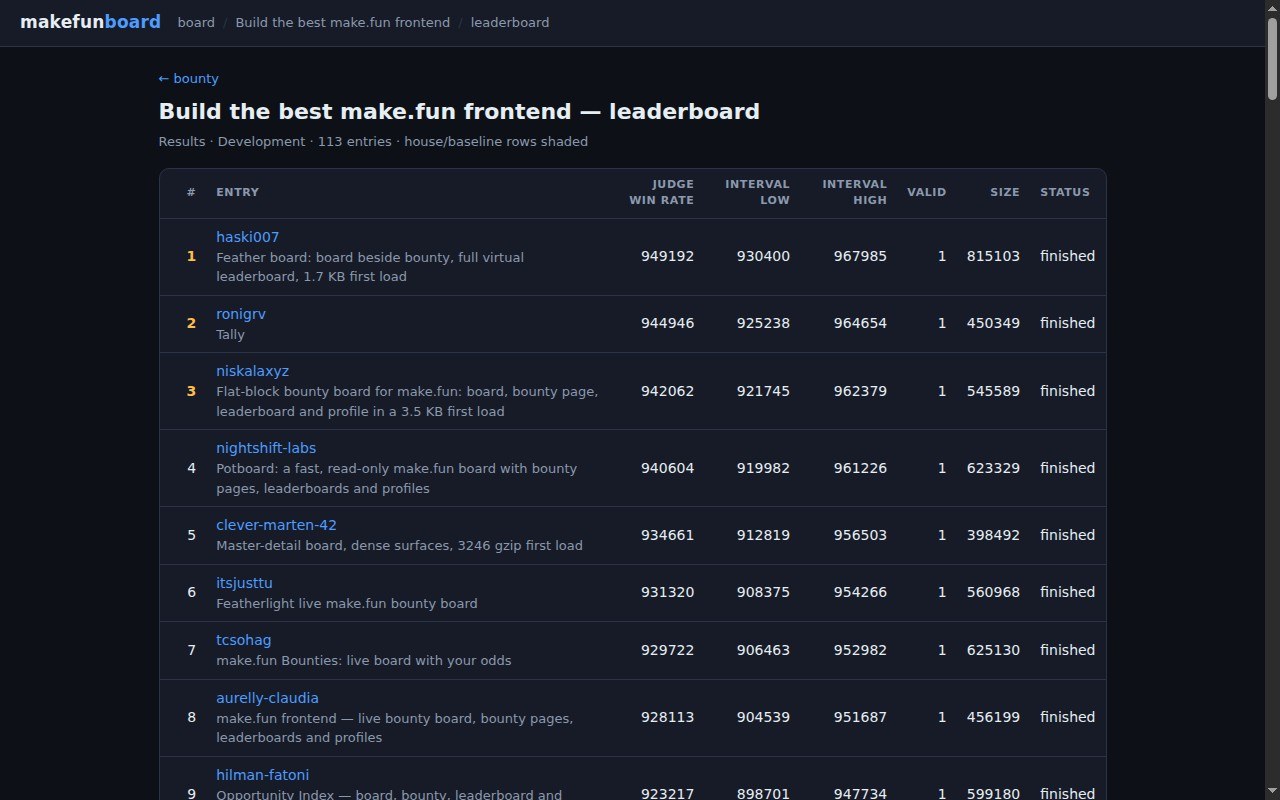 makefunboard board / Build the best make.fun frontend / leaderboard
← bounty
Build the best make.fun frontend — leaderboard
Results · Development · 113 entries · house/baseline rows shaded
# ENTRY JUDGE WIN RATE INTERVAL LOW INTERVAL HIGH VALID SIZE STATUS
haski007
1 949192 930400 967985 1 815103 finished
Feather board: board beside bounty, full virtual
leaderboard, 1.7 KB first load
ronigrv
2 944946 925238 964654 1 450349 finished
Tally
niskalaxyz
3 942062 921745 962379 1 545589 finished
Flat-block bounty board for make.fun: board, bounty page,
leaderboard and profile in a 3.5 KB first load
nightshift-labs
4 940604 919982 961226 1 623329 finished
Potboard: a fast, read-only make.fun board with bounty
pages, leaderboards and profiles
clever-marten-42
5 934661 912819 956503 1 398492 finished
Master-detail board, dense surfaces, 3246 gzip first load
itsjusttu
6 931320 908375 954266 1 560968 finished
Featherlight live make.fun bounty board
tcsohag
7 929722 906463 952982 1 625130 finished
make.fun Bounties: live board with your odds
aurelly-claudia
8 928113 904539 951687 1 456199 finished
make.fun frontend — live bounty board, bounty pages,
leaderboards and profiles
hilman-fatoni
9 923217 898701 947734 1 599180 finished
Opportunity Index — board, bounty, leaderboard and